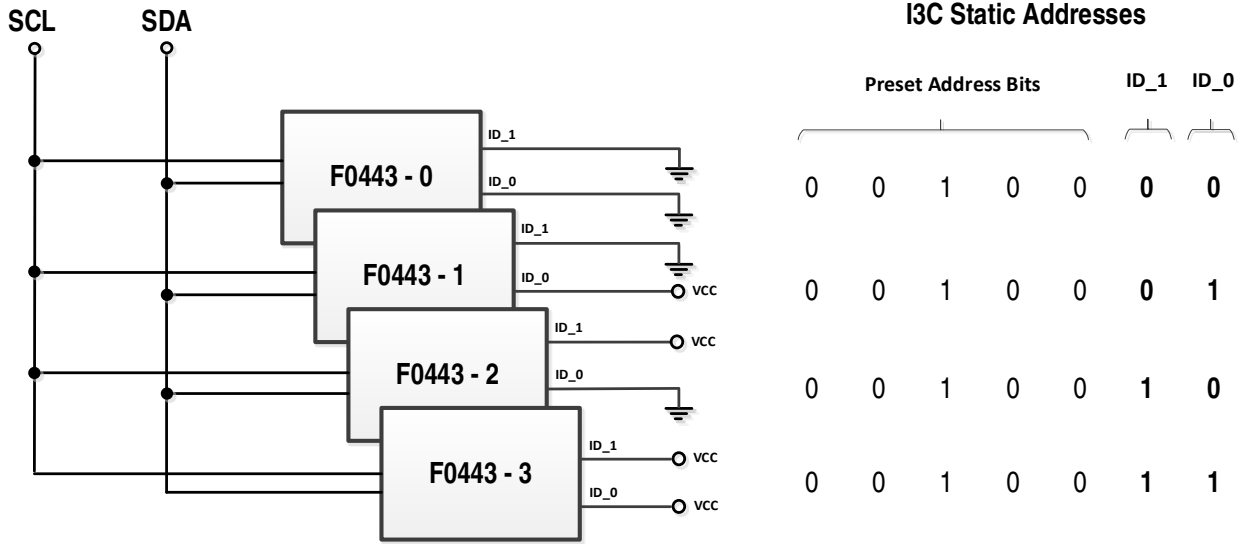 I3C Static Addresses
SCL SDA
Preset Address Bits ID_1 ID_0
ID_1
F0443 - 0
ID_0
0 0 1 0 0 0 0
ID_1
F0443 - 1
ID_0
VCC
0 0 1 0 0 0 1
ID_1
VCC
F0443 - 2
ID_0
0 0 1 0 0 1 0
ID_1
VCC
F0443 - 3
ID_0
VCC
0 0 1 0 0 1 1